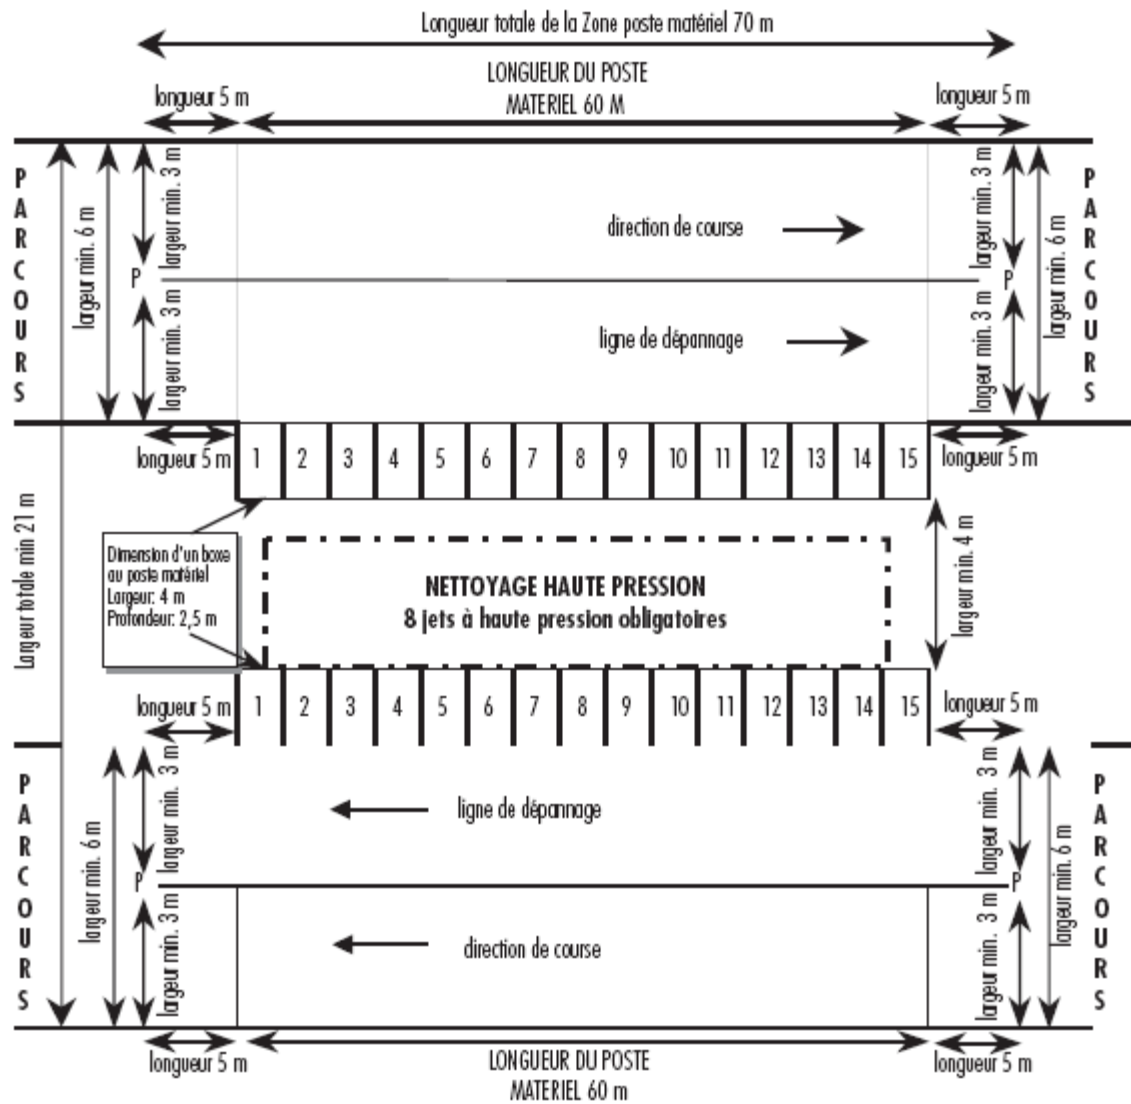 Longueur totale de la Zone poste matériel 70 m
LONGUEUR DU POSTE
MATERIEL 60 M
longueur 5 m
longueur 5 m
PARCOURS
largeur min. 6 m
largeur min. 3 m
P
largeur min. 3 m
direction de course
ligne de dépannage
largeur min. 3 m
P
largeur min. 3 m
largeur min. 6 m
PARCOURS
longueur 5 m
1 2 3 4 5 6 7 8 9 10 11 12 13 14 15
longueur 5 m
Largeur totale min 21 m
Dimension d'un boxe
au poste matériel
Largeur: 4 m
Profondeur: 2,5 m
NETTOYAGE HAUTE PRESSION
8 jets à haute pression obligatoires
largeur min. 4 m
longueur 5 m
1 2 3 4 5 6 7 8 9 10 11 12 13 14 15
longueur 5 m
PARCOURS
largeur min. 6 m
largeur min. 3 m
P
largeur min. 3 m
ligne de dépannage
direction de course
largeur min. 3 m
P
largeur min. 3 m
largeur min. 6 m
PARCOURS
longueur 5 m
LONGUEUR DU POSTE
MATERIEL 60 m
longueur 5 m